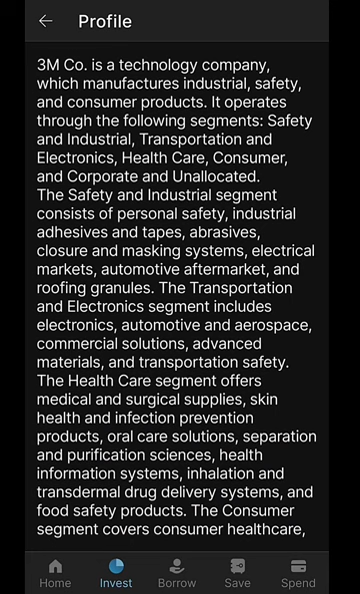 Profile
3M Co. is a technology company,
which manufactures industrial, safety,
and consumer products. It operates
through the following segments: Safety
and Industrial, Transportation and
Electronics, Health Care, Consumer,
and Corporate and Unallocated.
The Safety and Industrial segment
consists of personal safety, industrial
adhesives and tapes, abrasives,
closure and masking systems, electrical
markets, automotive aftermarket, and
roofing granules. The Transportation
and Electronics segment includes
electronics, automotive and aerospace,
commercial solutions, advanced
materials, and transportation safety.
The Health Care segment offers
medical and surgical supplies, skin
health and infection prevention
products, oral care solutions, separation
and purification sciences, health
information systems, inhalation and
transdermal drug delivery systems, and
food safety products. The Consumer
segment covers consumer healthcare,
Home Invest Borrow Save Spend